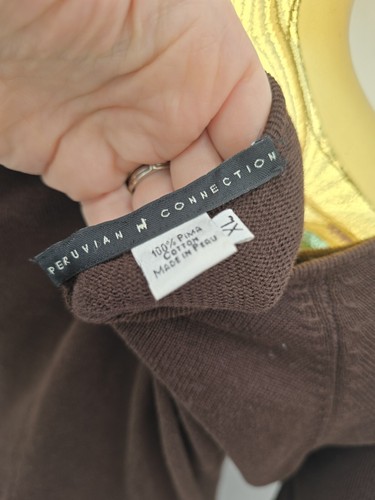 PERUVIAN CONNECTION
100% PIMA
COTTON
MADE IN PERU
XL